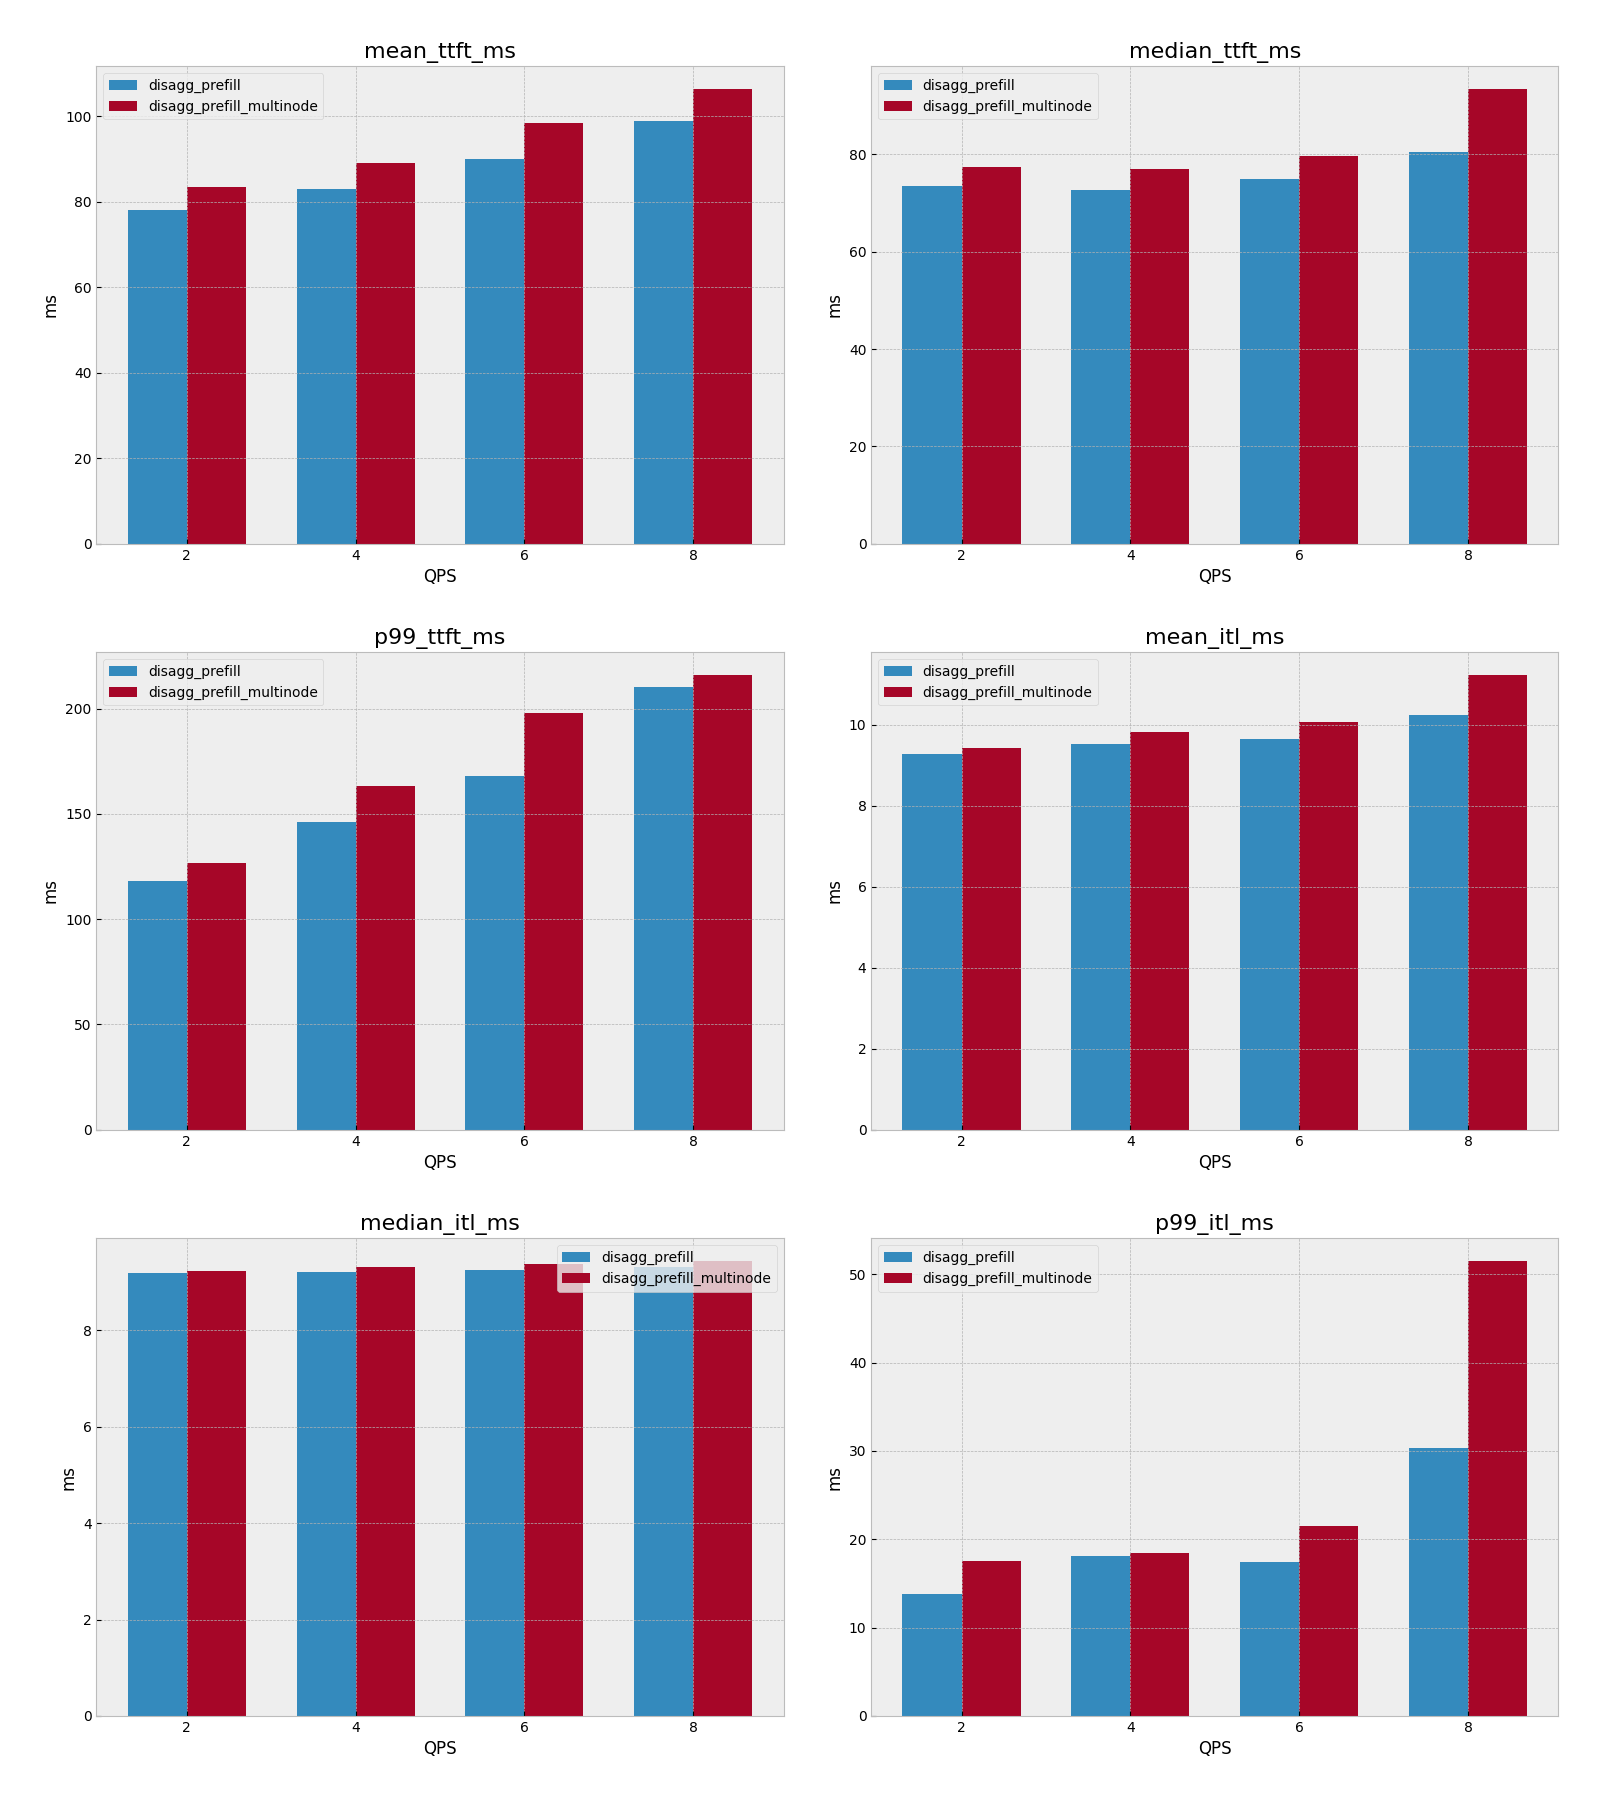 mean_ttft_ms
disagg_prefill
disagg_prefill_multinode
100
80
60
40
20
0
ms
2 4 6 8
QPS
median_ttft_ms
disagg_prefill
disagg_prefill_multinode
80
60
40
20
0
ms
2 4 6 8
QPS
p99_ttft_ms
disagg_prefill
disagg_prefill_multinode
200
150
100
50
0
ms
2 4 6 8
QPS
mean_itl_ms
disagg_prefill
disagg_prefill_multinode
10
8
6
4
2
0
ms
2 4 6 8
QPS
median_itl_ms
disagg_prefill
disagg_prefill_multinode
8
6
4
2
0
ms
2 4 6 8
QPS
p99_itl_ms
disagg_prefill
disagg_prefill_multinode
50
40
30
20
10
0
ms
2 4 6 8
QPS